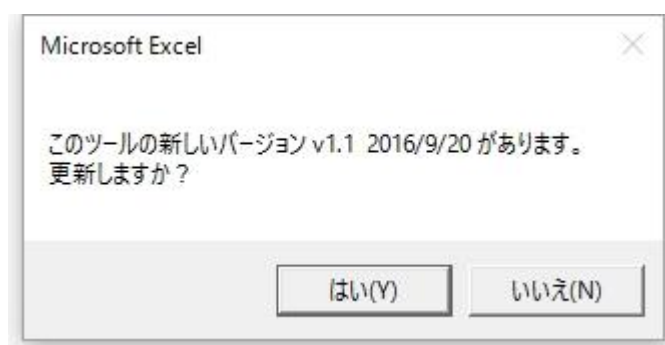 Microsoft Excel
このツールの新しいバージョン v1.1  2016/9/20 があります。
更新しますか？
はい(Y)
いいえ(N)